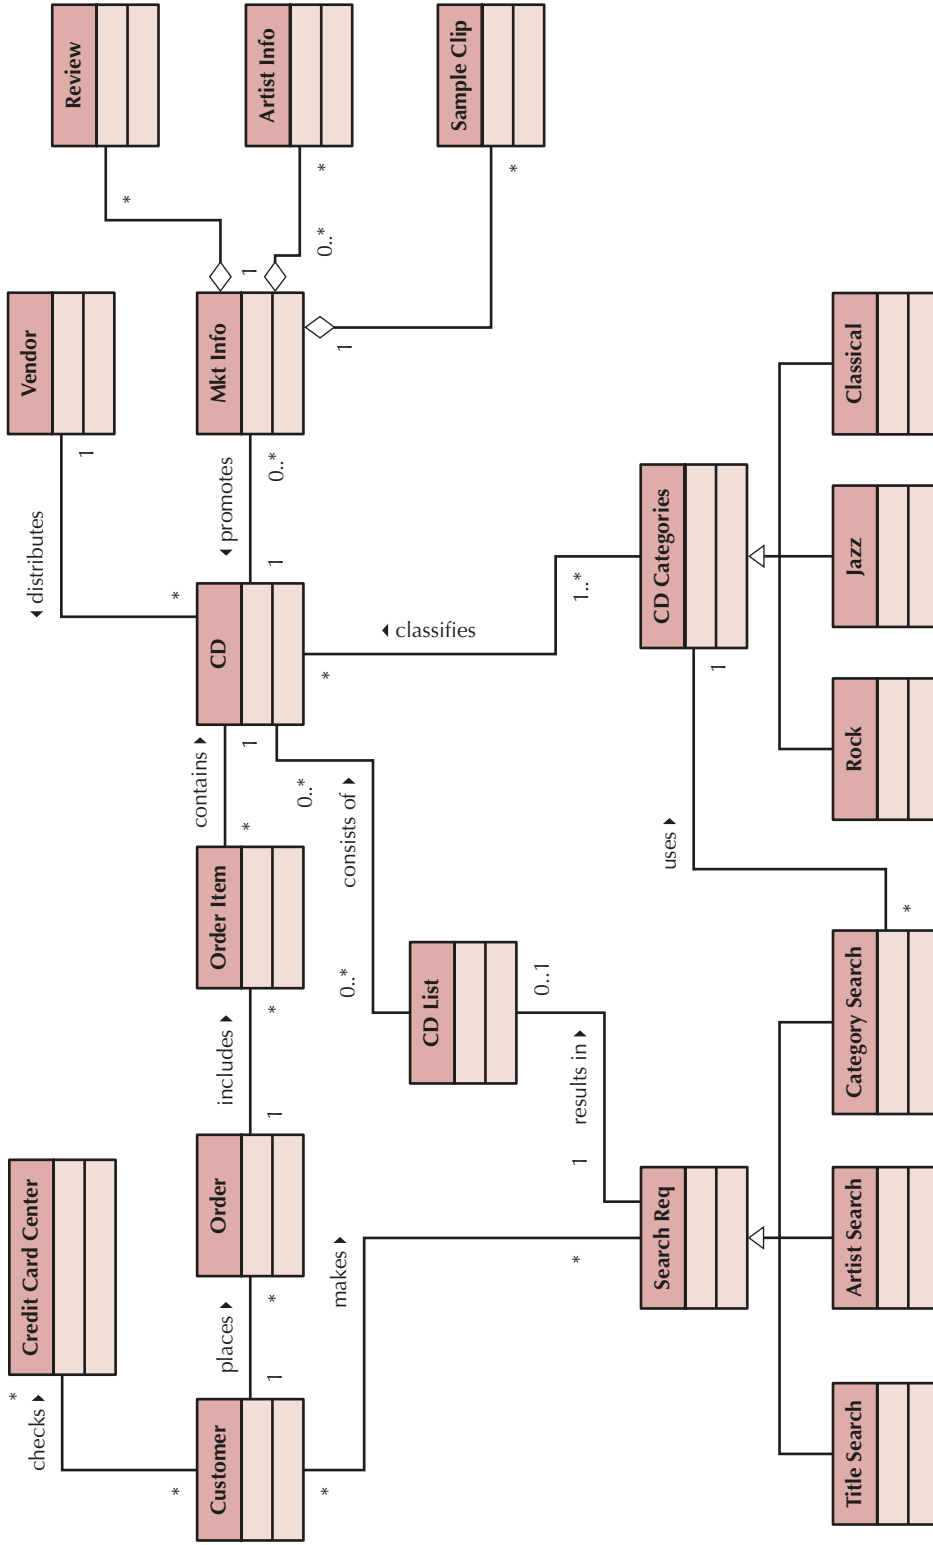 *
Credit Card Center
Vendor
checks ▶
◀ distributes
Review
1
*
*
*
contains ▶
Customer
places ▶
Order
includes ▶
Order Item
CD
◀ promotes
Mkt Info
*
1
1
Artist Info
1
*
1
*
1
0..*
0..*
*
*
0..*
*
makes ▶
0..*
consists of ▶
1
◀ classifies
CD List
Sample Clip
*
0..1
*
1
results in ▶
1..*
Search Req
uses ▶
CD Categories
1
Title Search
Artist Search
Category Search
Rock
Jazz
Classical
*